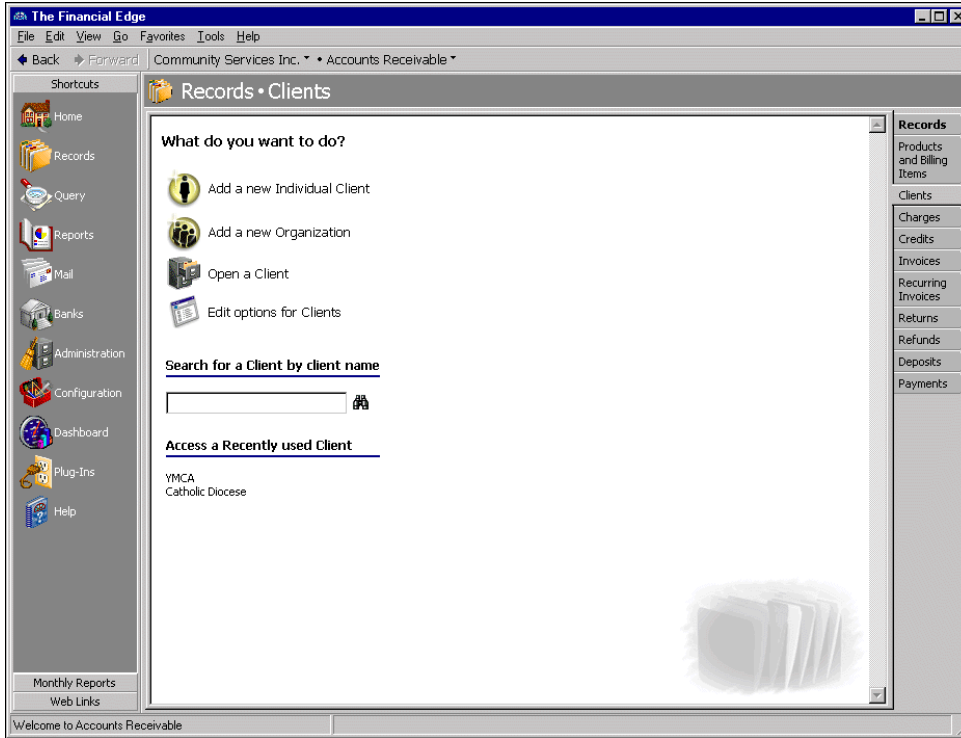 The Financial Edge
File Edit View Go Favorites Tools Help
Back Forward Community Services Inc. • Accounts Receivable
Shortcuts
Home
Records
Query
Reports
Mail
Banks
Administration
Configuration
Dashboard
Plug-Ins
Help
Monthly Reports
Web Links
Records • Clients
What do you want to do?
Add a new Individual Client
Add a new Organization
Open a Client
Edit options for Clients
Search for a Client by client name
Access a Recently used Client
YMCA
Catholic Diocese
Records
Products
and Billing
Items
Clients
Charges
Credits
Invoices
Recurring
Invoices
Returns
Refunds
Deposits
Payments
Welcome to Accounts Receivable